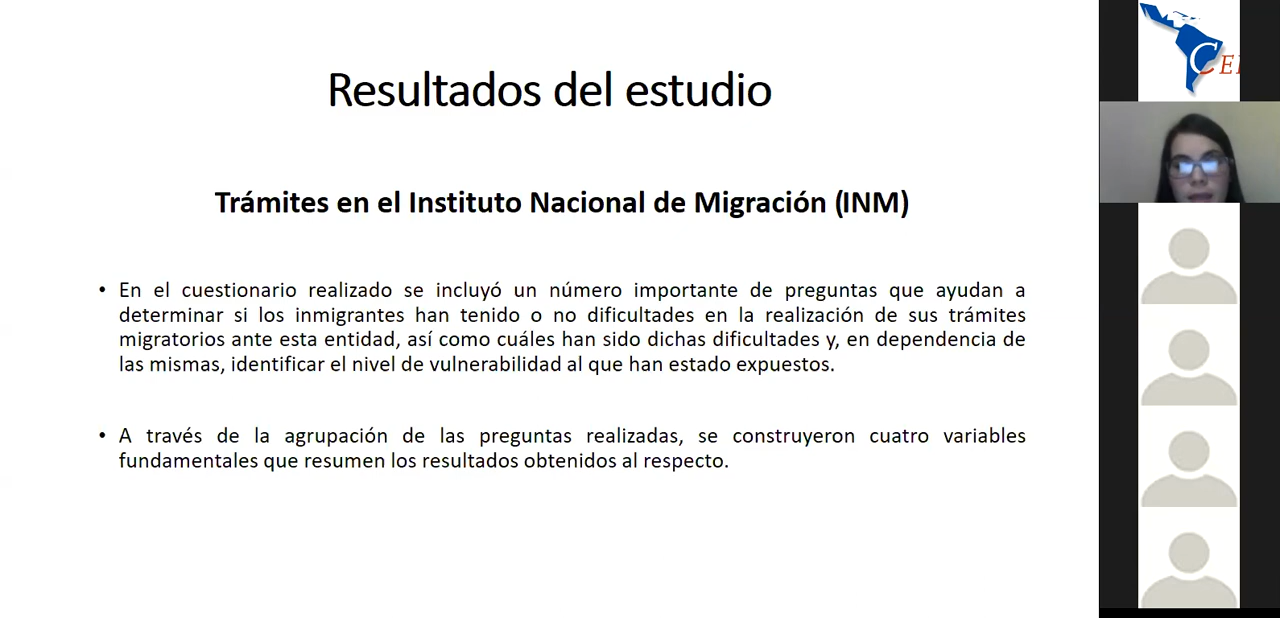 Resultados del estudio
Trámites en el Instituto Nacional de Migración (INM)
• En el cuestionario realizado se incluyó un número importante de preguntas que ayudan a
determinar si los inmigrantes han tenido o no dificultades en la realización de sus trámites
migratorios ante esta entidad, así como cuáles han sido dichas dificultades y, en dependencia de
las mismas, identificar el nivel de vulnerabilidad al que han estado expuestos.
• A través de la agrupación de las preguntas realizadas, se construyeron cuatro variables
fundamentales que resumen los resultados obtenidos al respecto.